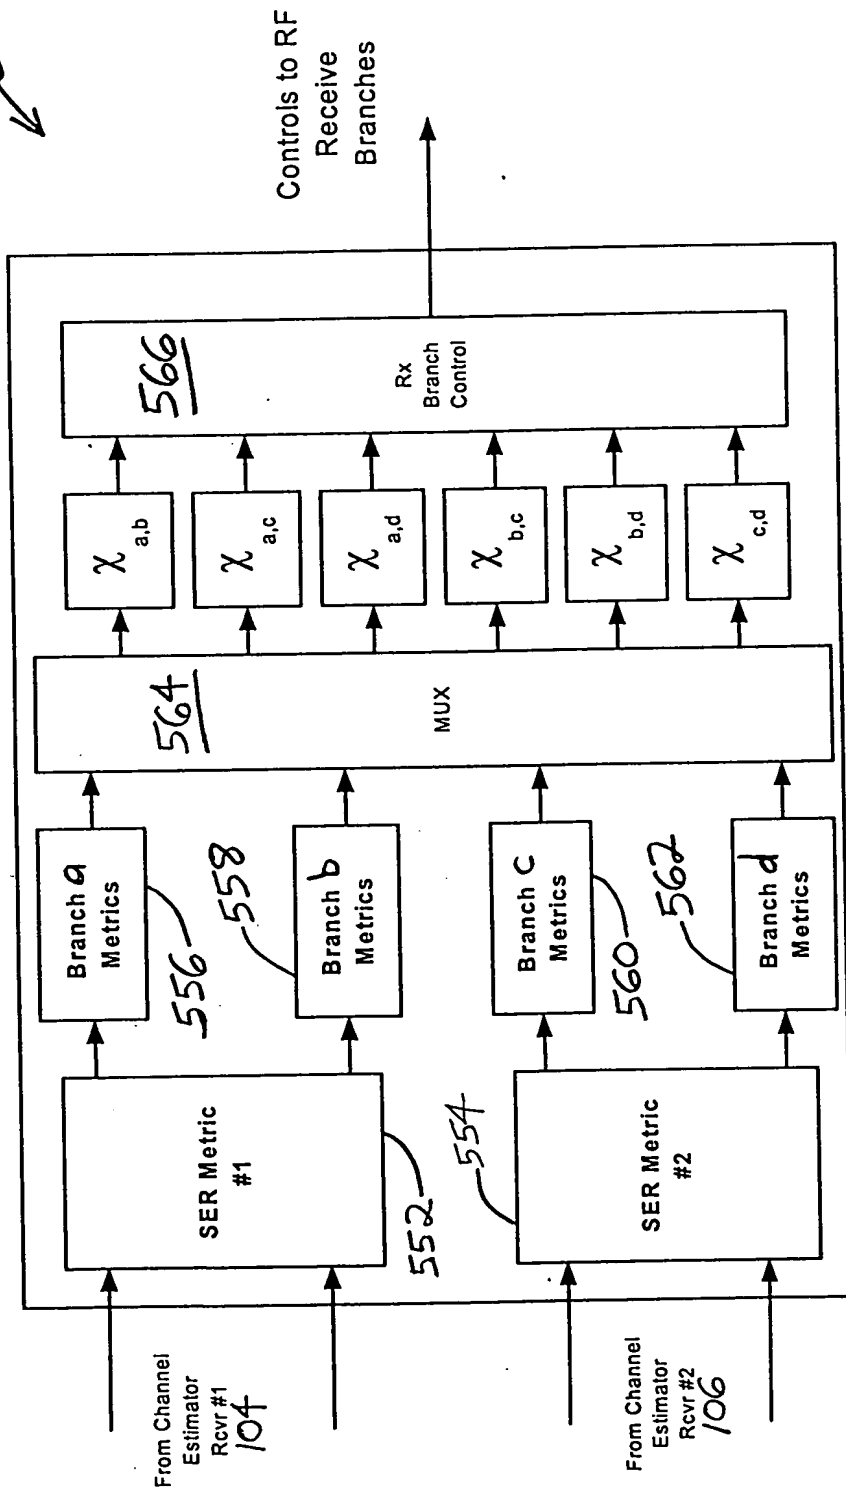 From Channel
Estimator
Rcvr #1
104
From Channel
Estimator
Rcvr #2
106
SER Metric
#1
552
SER Metric
#2
554
Branch a
Metrics
556
Branch b
Metrics
558
Branch c
Metrics
560
Branch d
Metrics
562
564
MUX
χ a,b
χ a,c
χ a,d
χ b,c
χ b,d
χ c,d
566
Rx
Branch
Control
Controls to RF
Receive
Branches